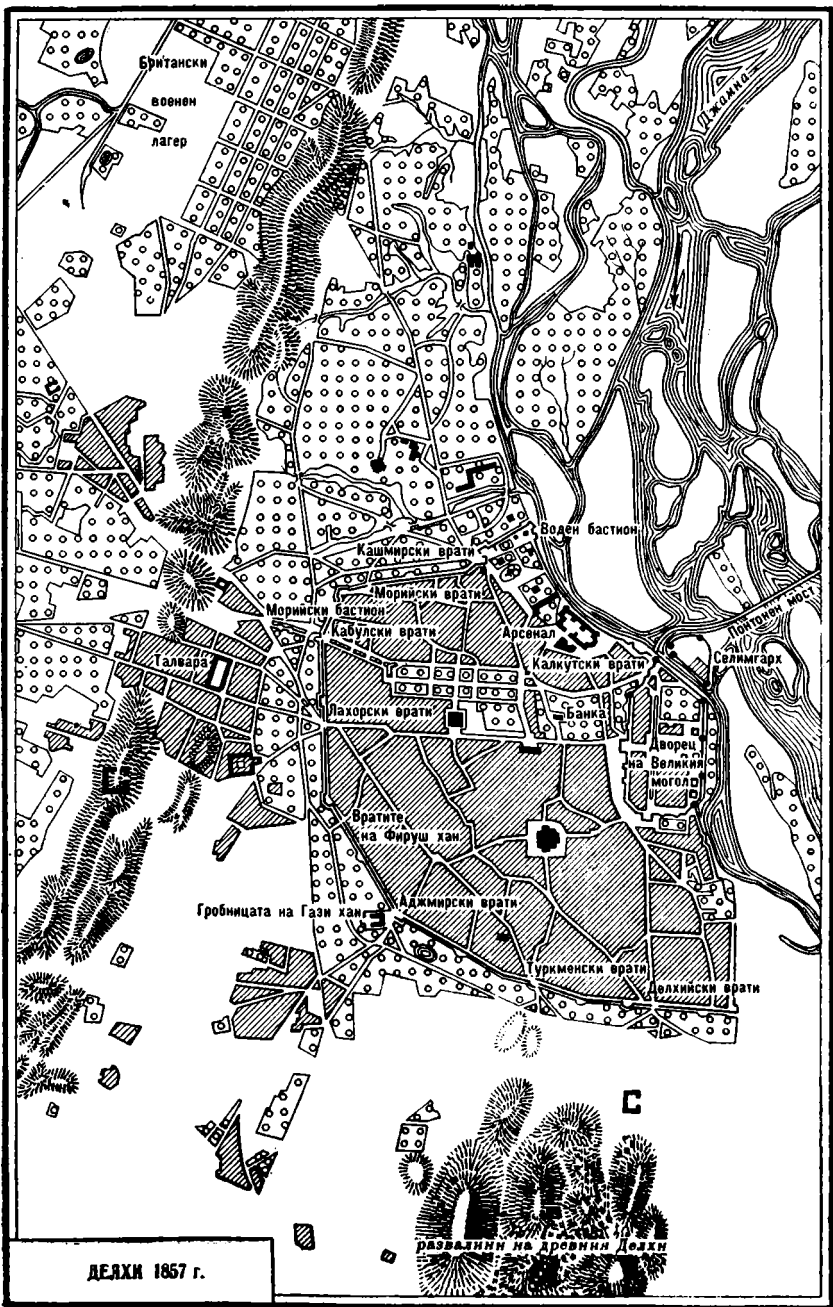 Британски
военен
лагер
Джамна
Воден бастион
Кашмирски врати
Морийски врати
Морийски бастион
Кабулски врати
Арсенал
Понтонен мост
Калкутски врати
Селимгарх
Талвара
Лахорски врати
Банка
Дворец
на Великия
могол
Вратите
на Фируш хан
Гробницата на Гази хан
Аджмирски врати
Туркменски врати
Делхийски врати
развалини на древния Делхи
ДЕЛХИ 1857 г.